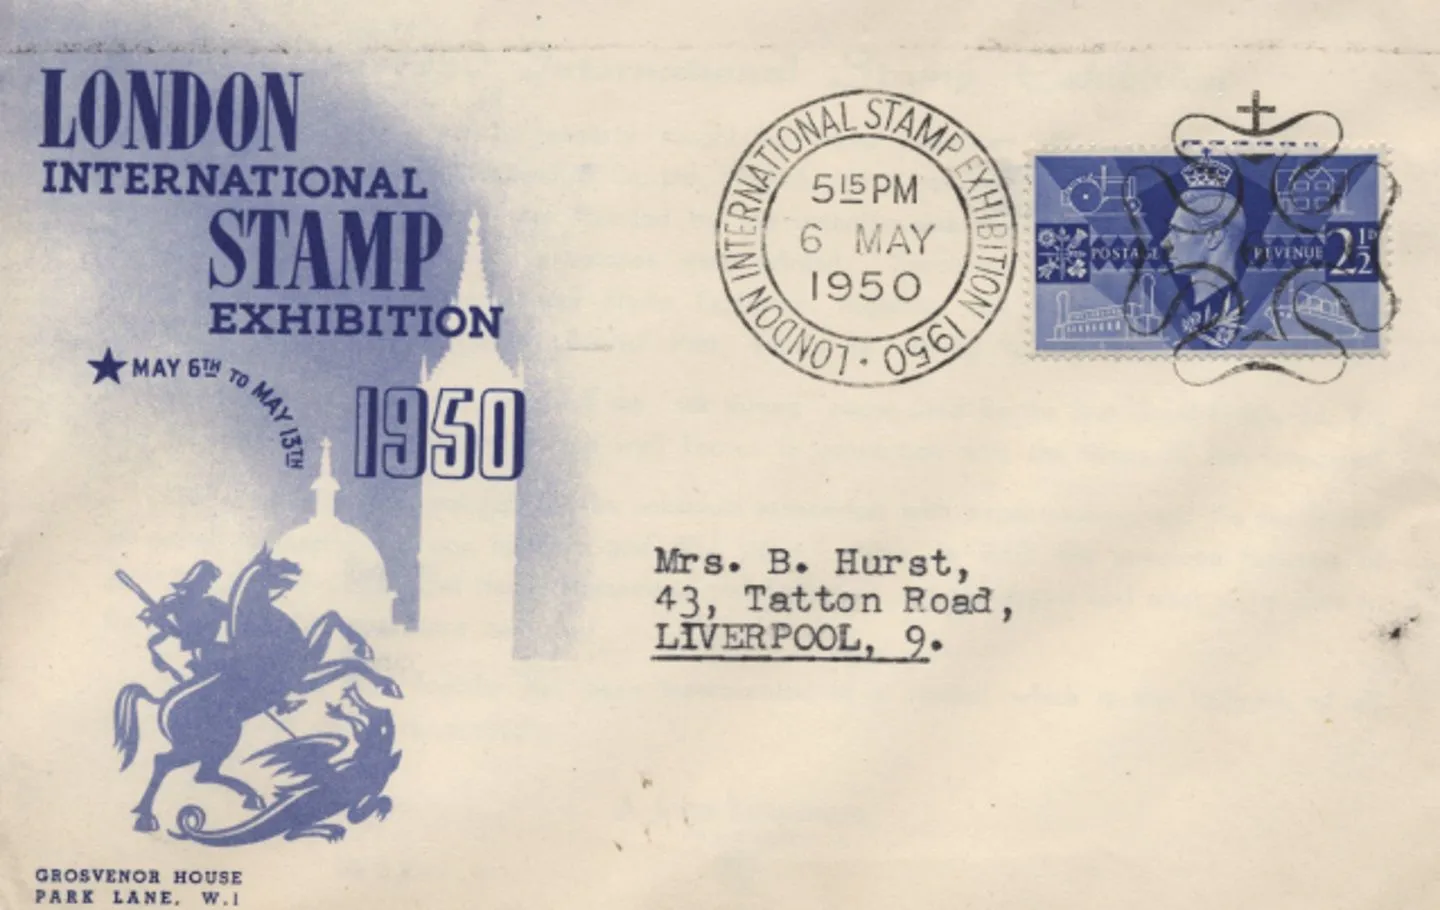 LONDON
INTERNATIONAL
STAMP
EXHIBITION
★ MAY 6TH TO MAY 13TH
1950
GROSVENOR HOUSE
PARK LANE, W.1
LONDON INTERNATIONAL STAMP EXHIBITION 1950 ·
5 15 PM
6 MAY
1950
POSTAGE REVENUE 2½D
Mrs. B. Hurst,
43, Tatton Road,
LIVERPOOL, 9.